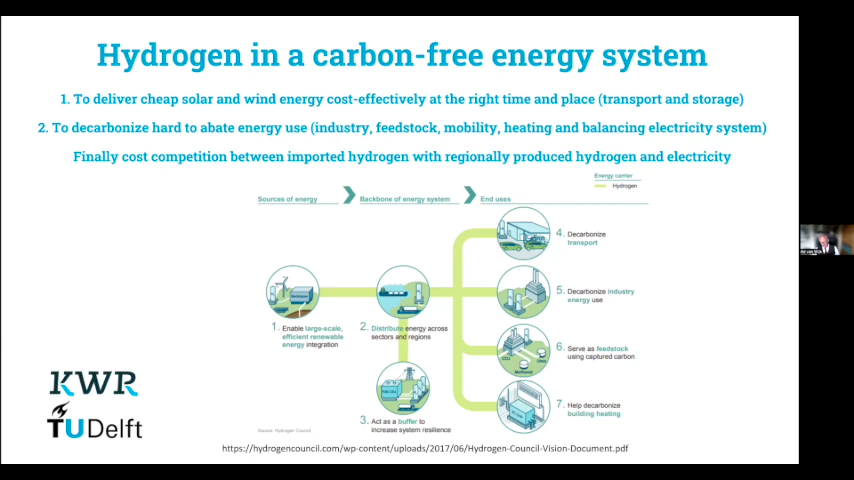 Hydrogen in a carbon-free energy system
1. To deliver cheap solar and wind energy cost-effectively at the right time and place (transport and storage)
2. To decarbonize hard to abate energy use (industry, feedstock, mobility, heating and balancing electricity system)
Finally cost competition between imported hydrogen with regionally produced hydrogen and electricity
Energy carrier
Hydrogen
Sources of energy
Backbone of energy system
End uses
4. Decarbonize
transport
1. Enable large-scale,
efficient renewable
energy integration
2. Distribute energy across
sectors and regions
5. Decarbonize industry
energy use
6. Serve as feedstock
using captured carbon
3. Act as a buffer to
increase system resilience
7. Help decarbonize
building heating
Source: Hydrogen Council
KWR
TUDelft
https://hydrogencouncil.com/wp-content/uploads/2017/06/Hydrogen-Council-Vision-Document.pdf